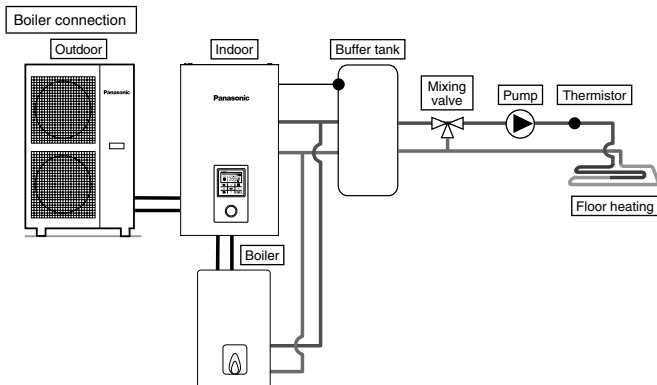 Boiler connection
Outdoor
Indoor
Buffer tank
Panasonic
Panasonic
Mixing
valve
Pump
Thermistor
Floor heating
Boiler